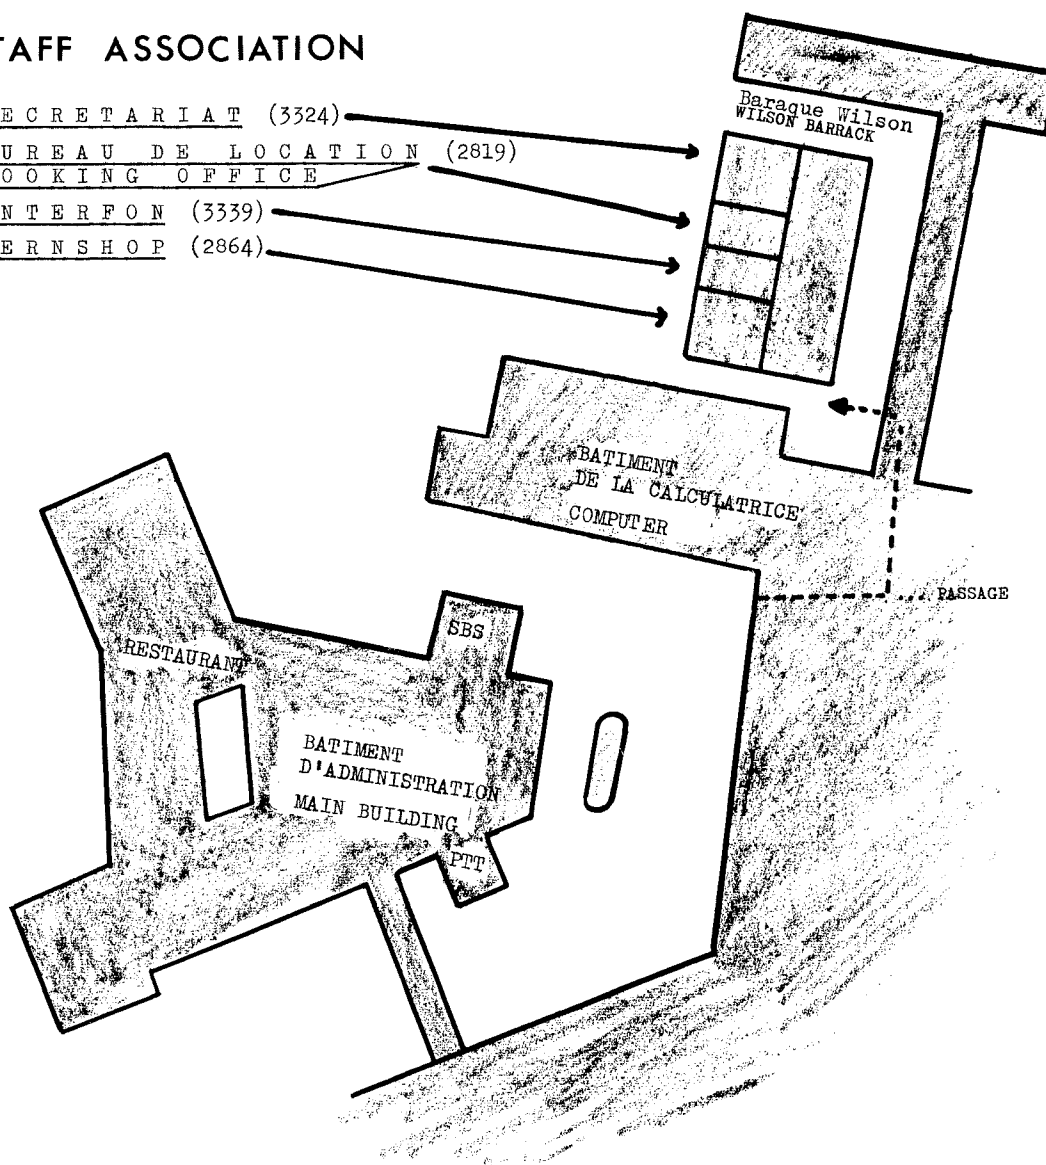 TAFF ASSOCIATION
ECRETARIAT (3324)
UREAU DE LOCATION (2819)
OOKING OFFICE
NTERFON (3339)
ERNSHOP (2864)
Baraque Wilson
WILSON BARRACK
BATIMENT
DE LA CALCULATRICE
COMPUTER
PASSAGE
SBS
RESTAURANT
BATIMENT
D'ADMINISTRATION
MAIN BUILDING
PTT